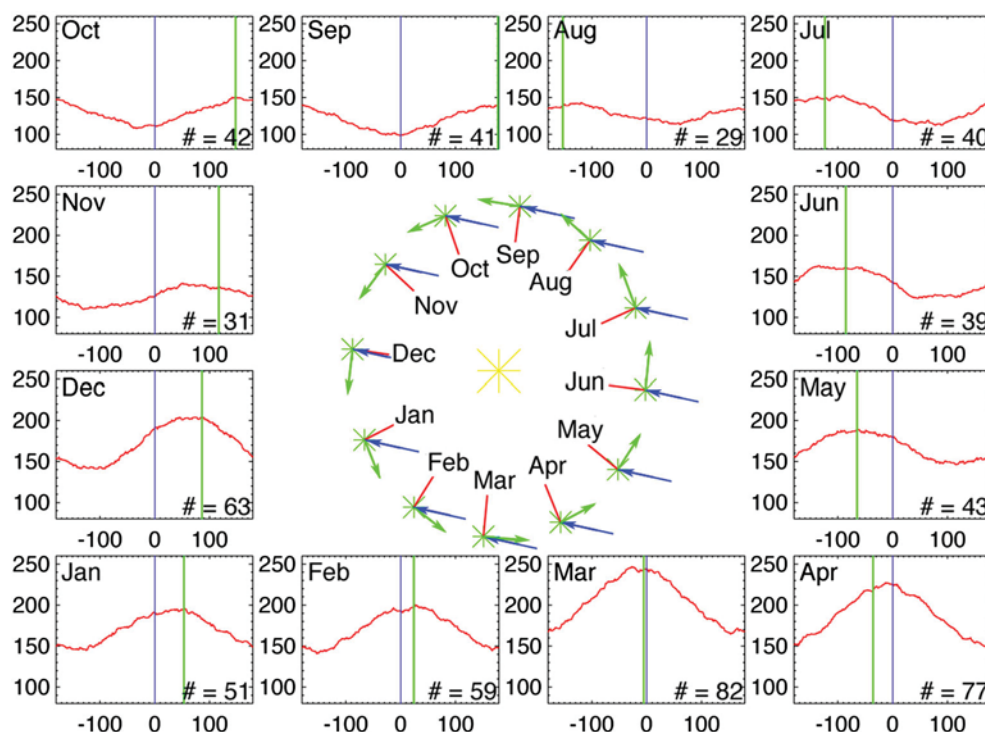 Oct
250
200
150
100
# = 42
-100 0 100
Sep
250
200
150
100
# = 41
-100 0 100
Aug
250
200
150
100
# = 29
-100 0 100
Jul
250
200
150
100
# = 40
-100 0 100
Nov
250
200
150
100
# = 31
-100 0 100
Jun
250
200
150
100
# = 39
-100 0 100
Dec
250
200
150
100
# = 63
-100 0 100
May
250
200
150
100
# = 43
-100 0 100
Sep
Oct
Aug
Nov
Jul
Dec
Jun
Jan
May
Feb
Mar
Apr
Jan
250
200
150
100
# = 51
-100 0 100
Feb
250
200
150
100
# = 59
-100 0 100
Mar
250
200
150
100
# = 82
-100 0 100
Apr
250
200
150
100
# = 77
-100 0 100